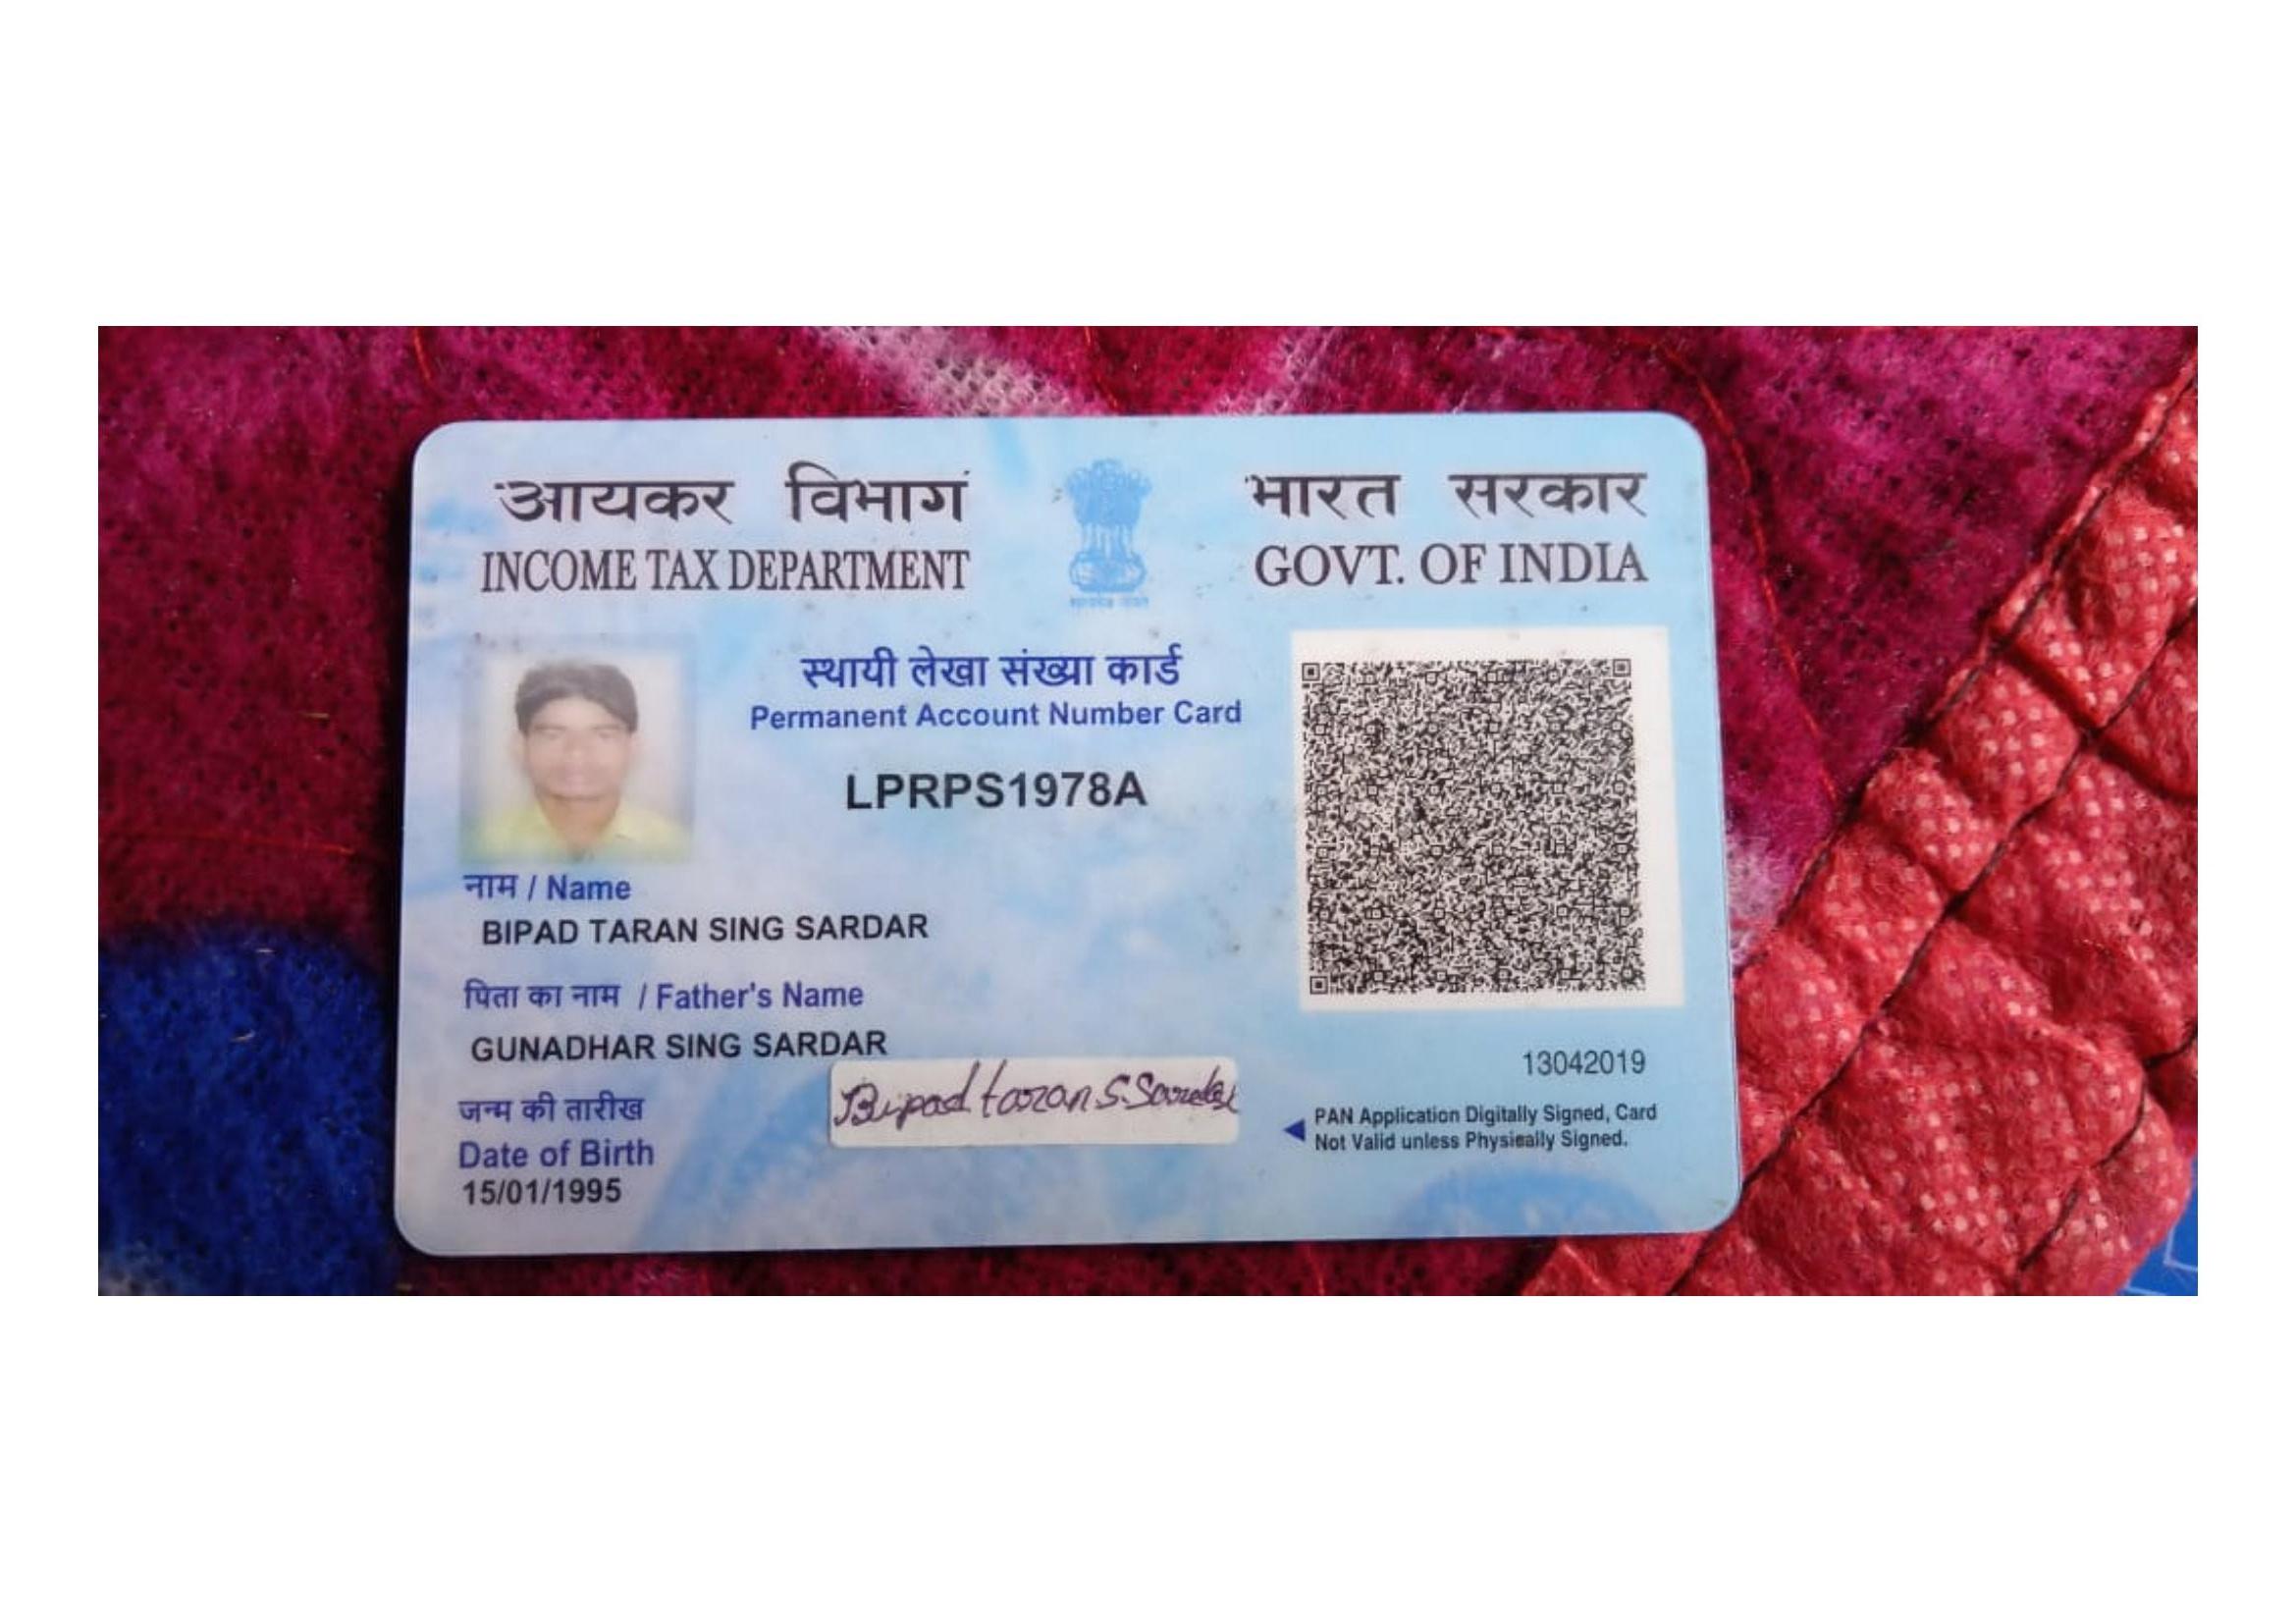 आयकर विभाग
INCOME TAX DEPARTMENT
भारत सरकार
GOVT. OF INDIA
स्थायी लेखा संख्या कार्ड
Permanent Account Number Card
LPRPS1978A
नाम / Name
BIPAD TARAN SING SARDAR
पिता का नाम / Father's Name
GUNADHAR SING SARDAR
जन्म की तारीख
Date of Birth
15/01/1995
Bipad taran S. Sardar
13042019
PAN Application Digitally Signed, Card
Not Valid unless Physically Signed.